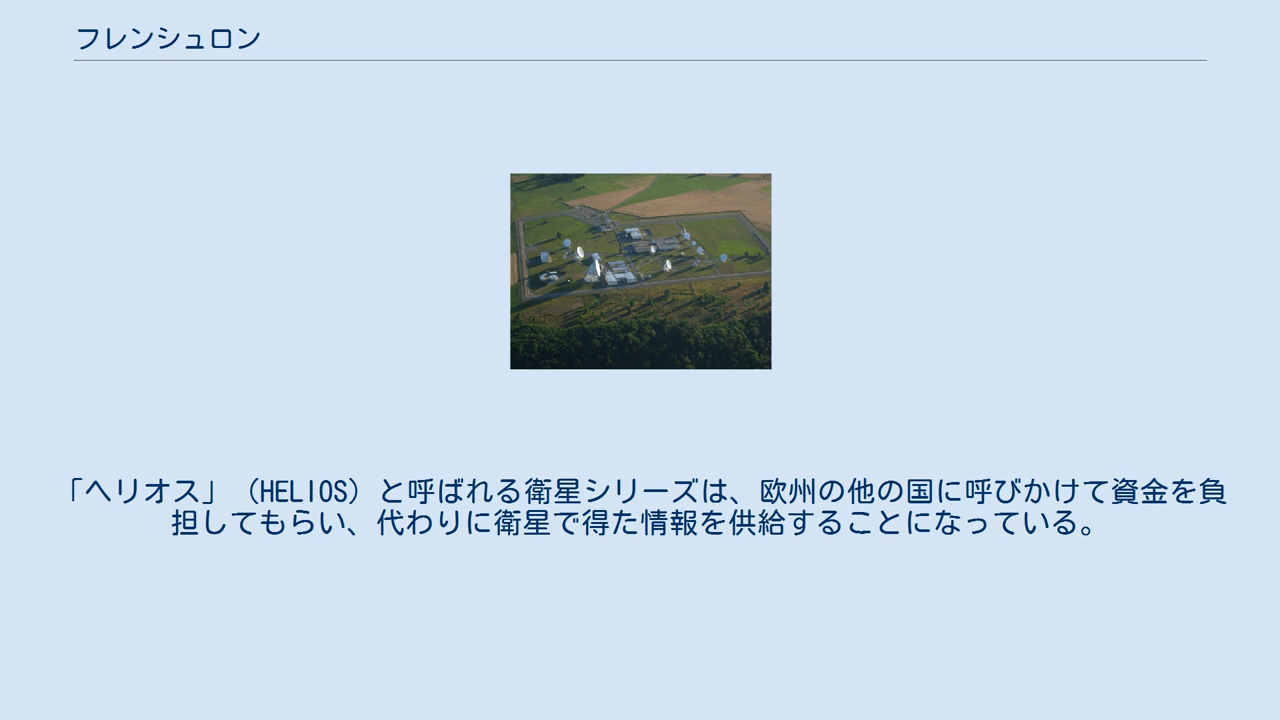 フレンシュロン
「ヘリオス」（HELIOS）と呼ばれる衛星シリーズは、欧州の他の国に呼びかけて資金を負
担してもらい、代わりに衛星で得た情報を供給することになっている。